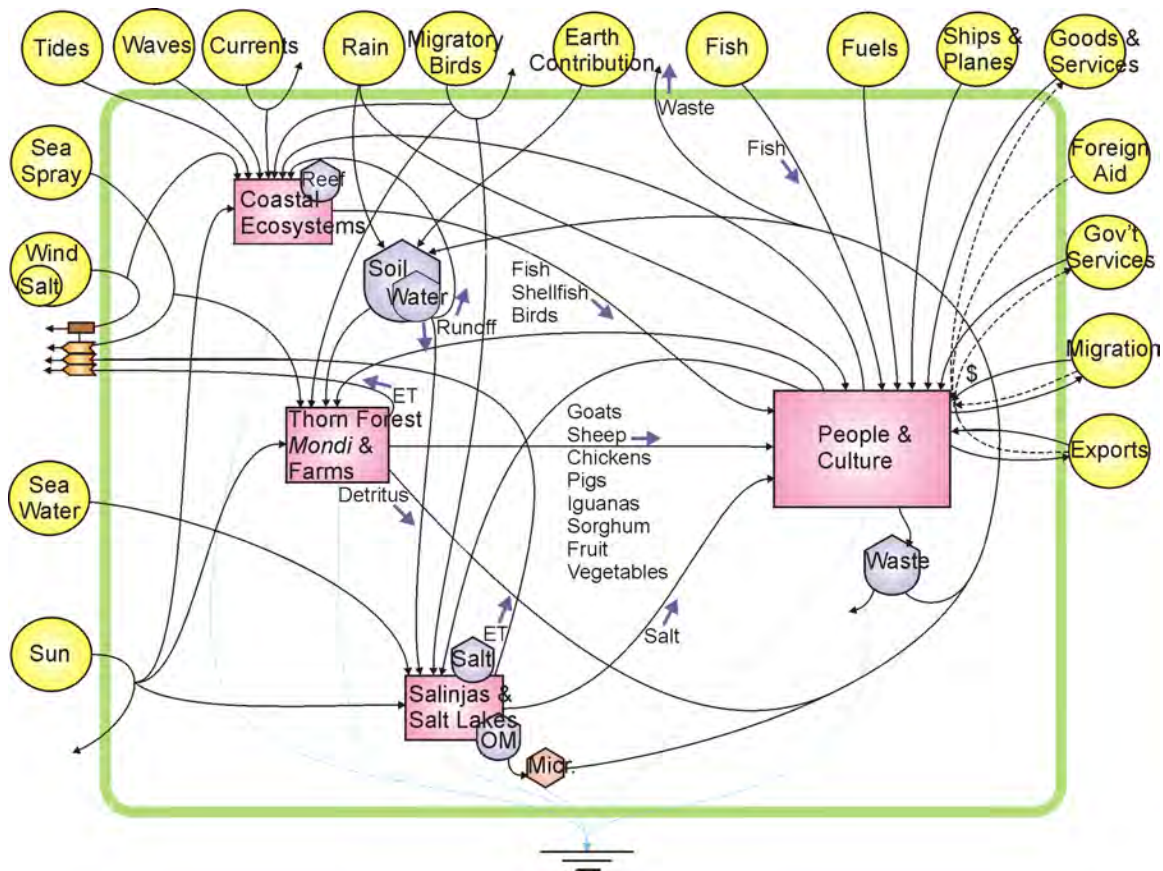 Tides
Waves
Currents
Rain
Migratory
Birds
Earth
Contribution
Fish
Fuels
Ships &
Planes
Goods &
Services
Waste
Sea
Spray
Fish
Foreign
Aid
Reef
Coastal
Ecosystems
Wind
Salt
Soil
Water
Runoff
Fish
Shellfish
Birds
Gov't
Services
Migration
$
ET
Thorn Forest
Mondi &
Farms
Goats
Sheep
Chickens
Pigs
Iguanas
Sorghum
Fruit
Vegetables
People &
Culture
Exports
Detritus
Sea
Water
Waste
Sun
ET
Salt
Salt
Salinjas &
Salt Lakes
OM
Micr.